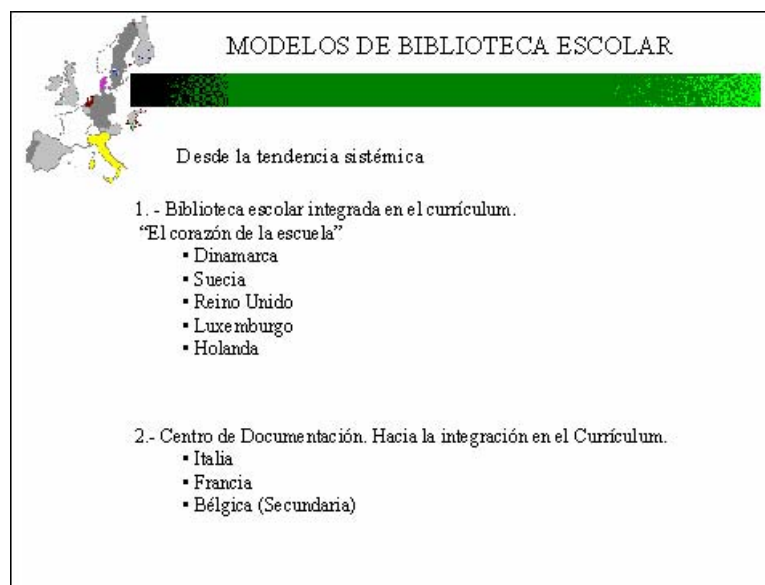 MODELOS DE BIBLIOTECA ESCOLAR
Desde la tendencia sistémica
1. - Biblioteca escolar integrada en el currículum.
“El corazón de la escuela”
▪ Dinamarca
▪ Suecia
▪ Reino Unido
▪ Luxemburgo
▪ Holanda
2.- Centro de Documentación. Hacia la integración en el Currículum.
▪ Italia
▪ Francia
▪ Bélgica (Secundaria)